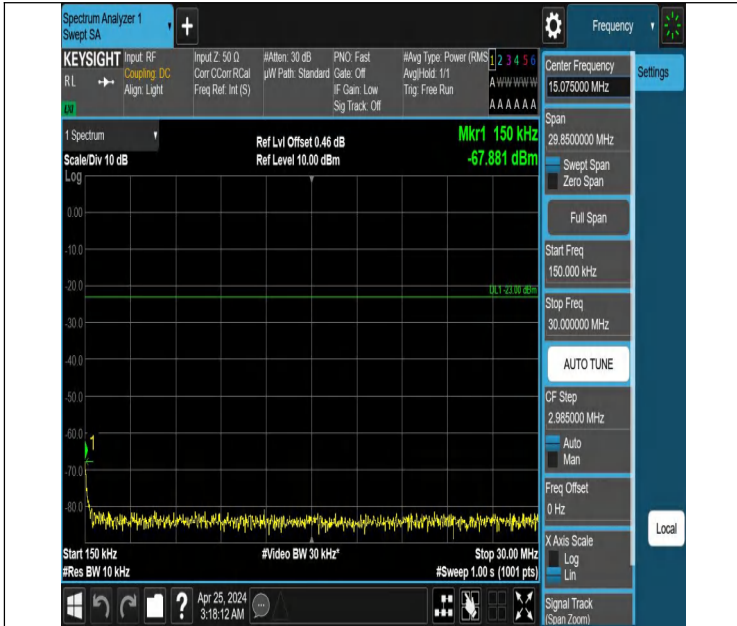 Spectrum Analyzer 1
Swept SA
+
Frequency
KEYSIGHT
RL
LXI
Input: RF
Coupling: DC
Align: Light
Input Z: 50 Ω
Corr CCorr RCal
Freq Ref: Int (S)
#Atten: 30 dB
µW Path: Standard
PNO: Fast
Gate: Off
IF Gain: Low
Sig Track: Off
#Avg Type: Power (RMS
Avg|Hold: 1/1
Trig: Free Run
1 2 3 4 5 6
A W W W W W
A A A A A A
1 Spectrum
Scale/Div 10 dB
Log
Ref Lvl Offset 0.46 dB
Ref Level 10.00 dBm
Mkr1 150 kHz
-67.881 dBm
0.00
-10.0
-20.0
DL1 -23.00 dBm
-30.0
-40.0
-50.0
-60.0
1
-70.0
-80.0
Start 150 kHz
#Video BW 30 kHz*
Stop 30.00 MHz
#Res BW 10 kHz
#Sweep 1.00 s (1001 pts)
?
Apr 25, 2024
3:18:12 AM
Center Frequency
15.075000 MHz
Settings
Span
29.8500000 MHz
Swept Span
Zero Span
Full Span
Start Freq
150.000 kHz
Stop Freq
30.000000 MHz
AUTO TUNE
CF Step
2.985000 MHz
Auto
Man
Freq Offset
0 Hz
Local
X Axis Scale
Log
Lin
Signal Track
(Span Zoom)